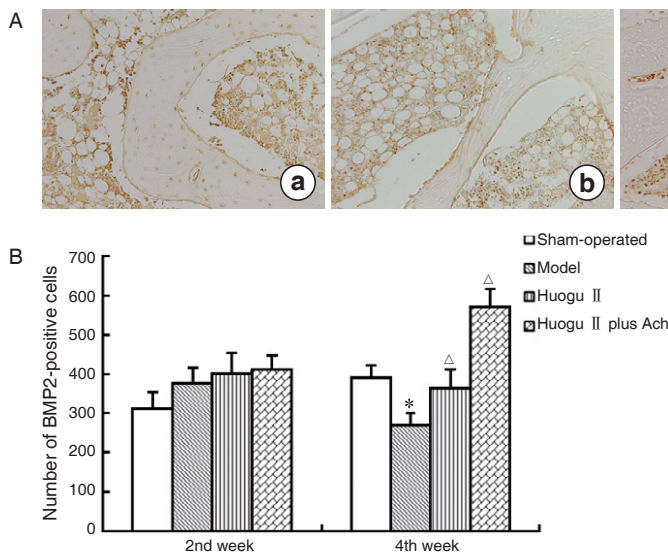 A
a
b
B
Number of BMP2-positive cells
700
600
500
400
300
200
100
0
*
△
△
2nd week
4th week
Sham-operated
Model
Huogu Ⅱ
Huogu Ⅱ plus Ach